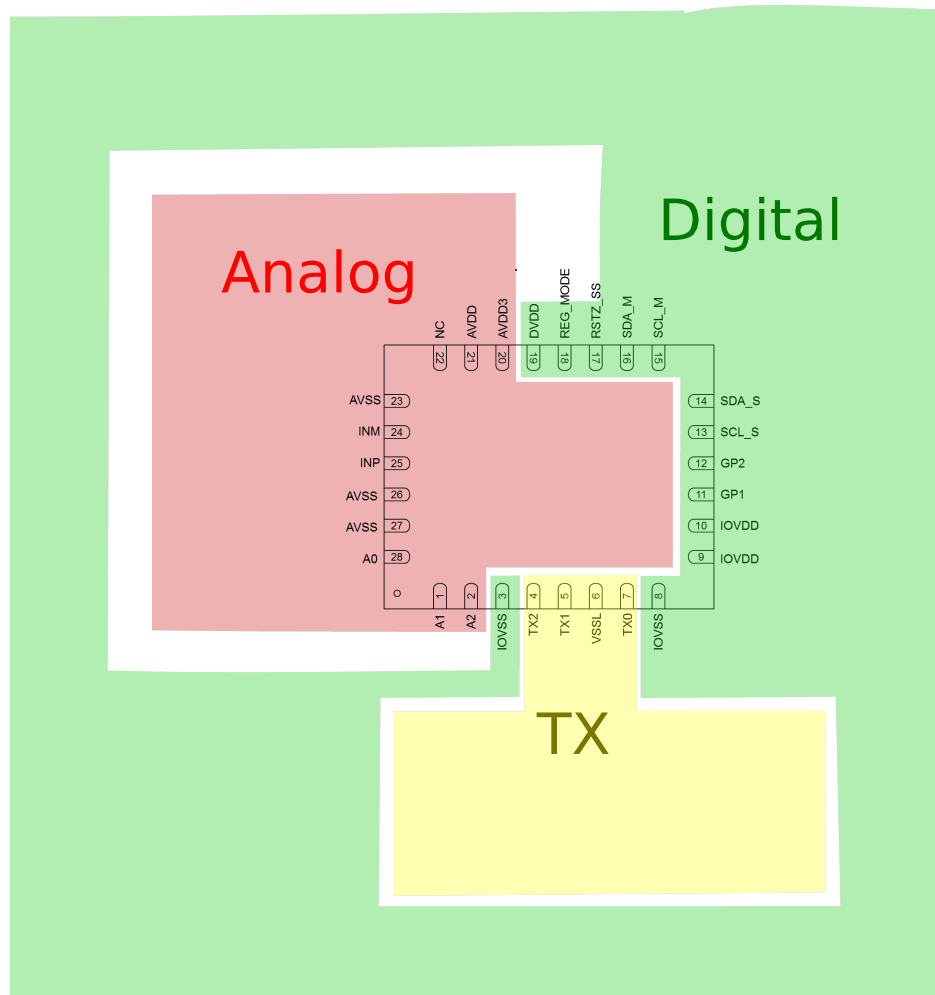 Digital
Analog
NC
AVDD
AVDD3
DVDD
REG_MODE
RSTZ_SS
SDA_M
SCL_M
22
21
20
19
18
17
16
15
AVSS 23
14 SDA_S
INM 24
13 SCL_S
INP 25
12 GP2
AVSS 26
11 GP1
AVSS 27
10 IOVDD
A0 28
9 IOVDD
1
2
3
4
5
6
7
8
A1
A2
IOVSS
TX2
TX1
VSSL
TX0
IOVSS
TX